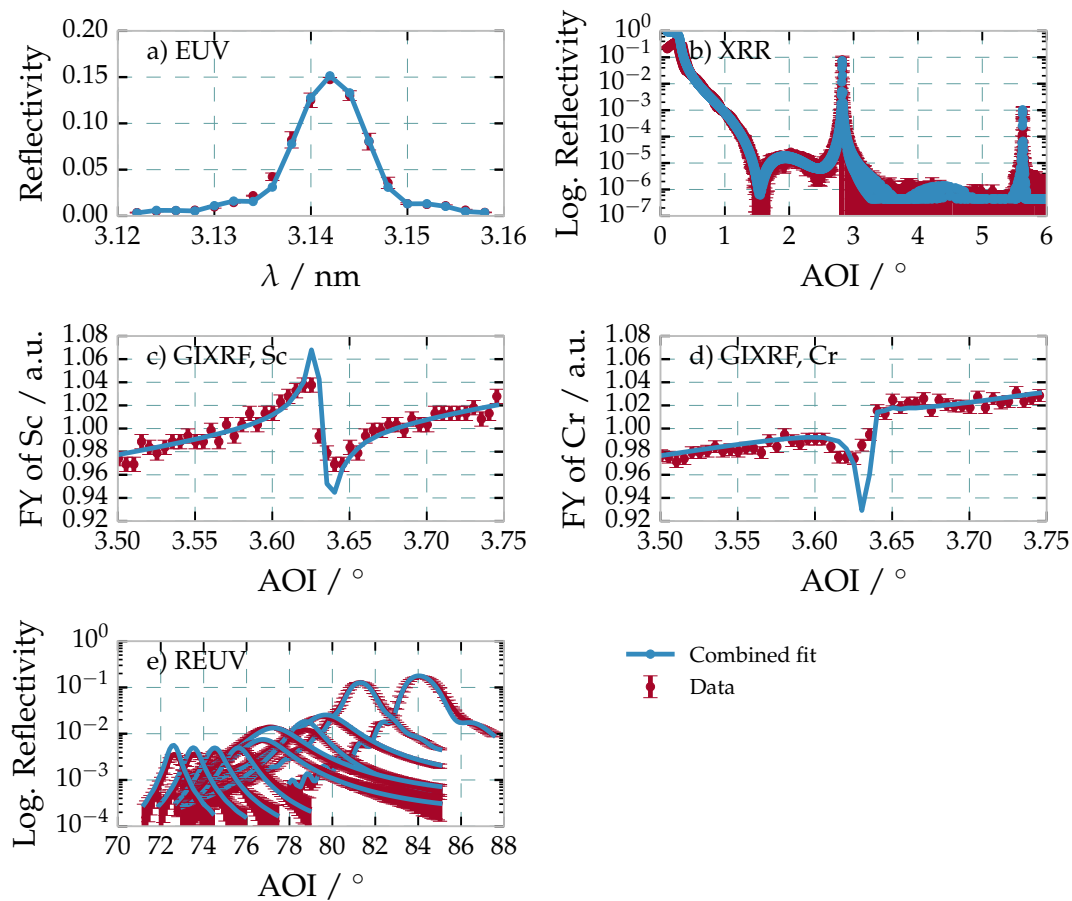 a) EUV
Reflectivity
0.20
0.15
0.10
0.05
0.00
3.12 3.13 3.14 3.15 3.16
λ / nm
b) XRR
Log. Reflectivity
10⁰
10⁻¹
10⁻²
10⁻³
10⁻⁴
10⁻⁵
10⁻⁶
10⁻⁷
0 1 2 3 4 5 6
AOI / °
c) GIXRF, Sc
FY of Sc / a.u.
1.08
1.06
1.04
1.02
1.00
0.98
0.96
0.94
0.92
3.50 3.55 3.60 3.65 3.70 3.75
AOI / °
d) GIXRF, Cr
FY of Cr / a.u.
1.08
1.06
1.04
1.02
1.00
0.98
0.96
0.94
0.92
3.50 3.55 3.60 3.65 3.70 3.75
AOI / °
e) REUV
Log. Reflectivity
10⁰
10⁻¹
10⁻²
10⁻³
10⁻⁴
70 72 74 76 78 80 82 84 86 88
AOI / °
Combined fit
Data